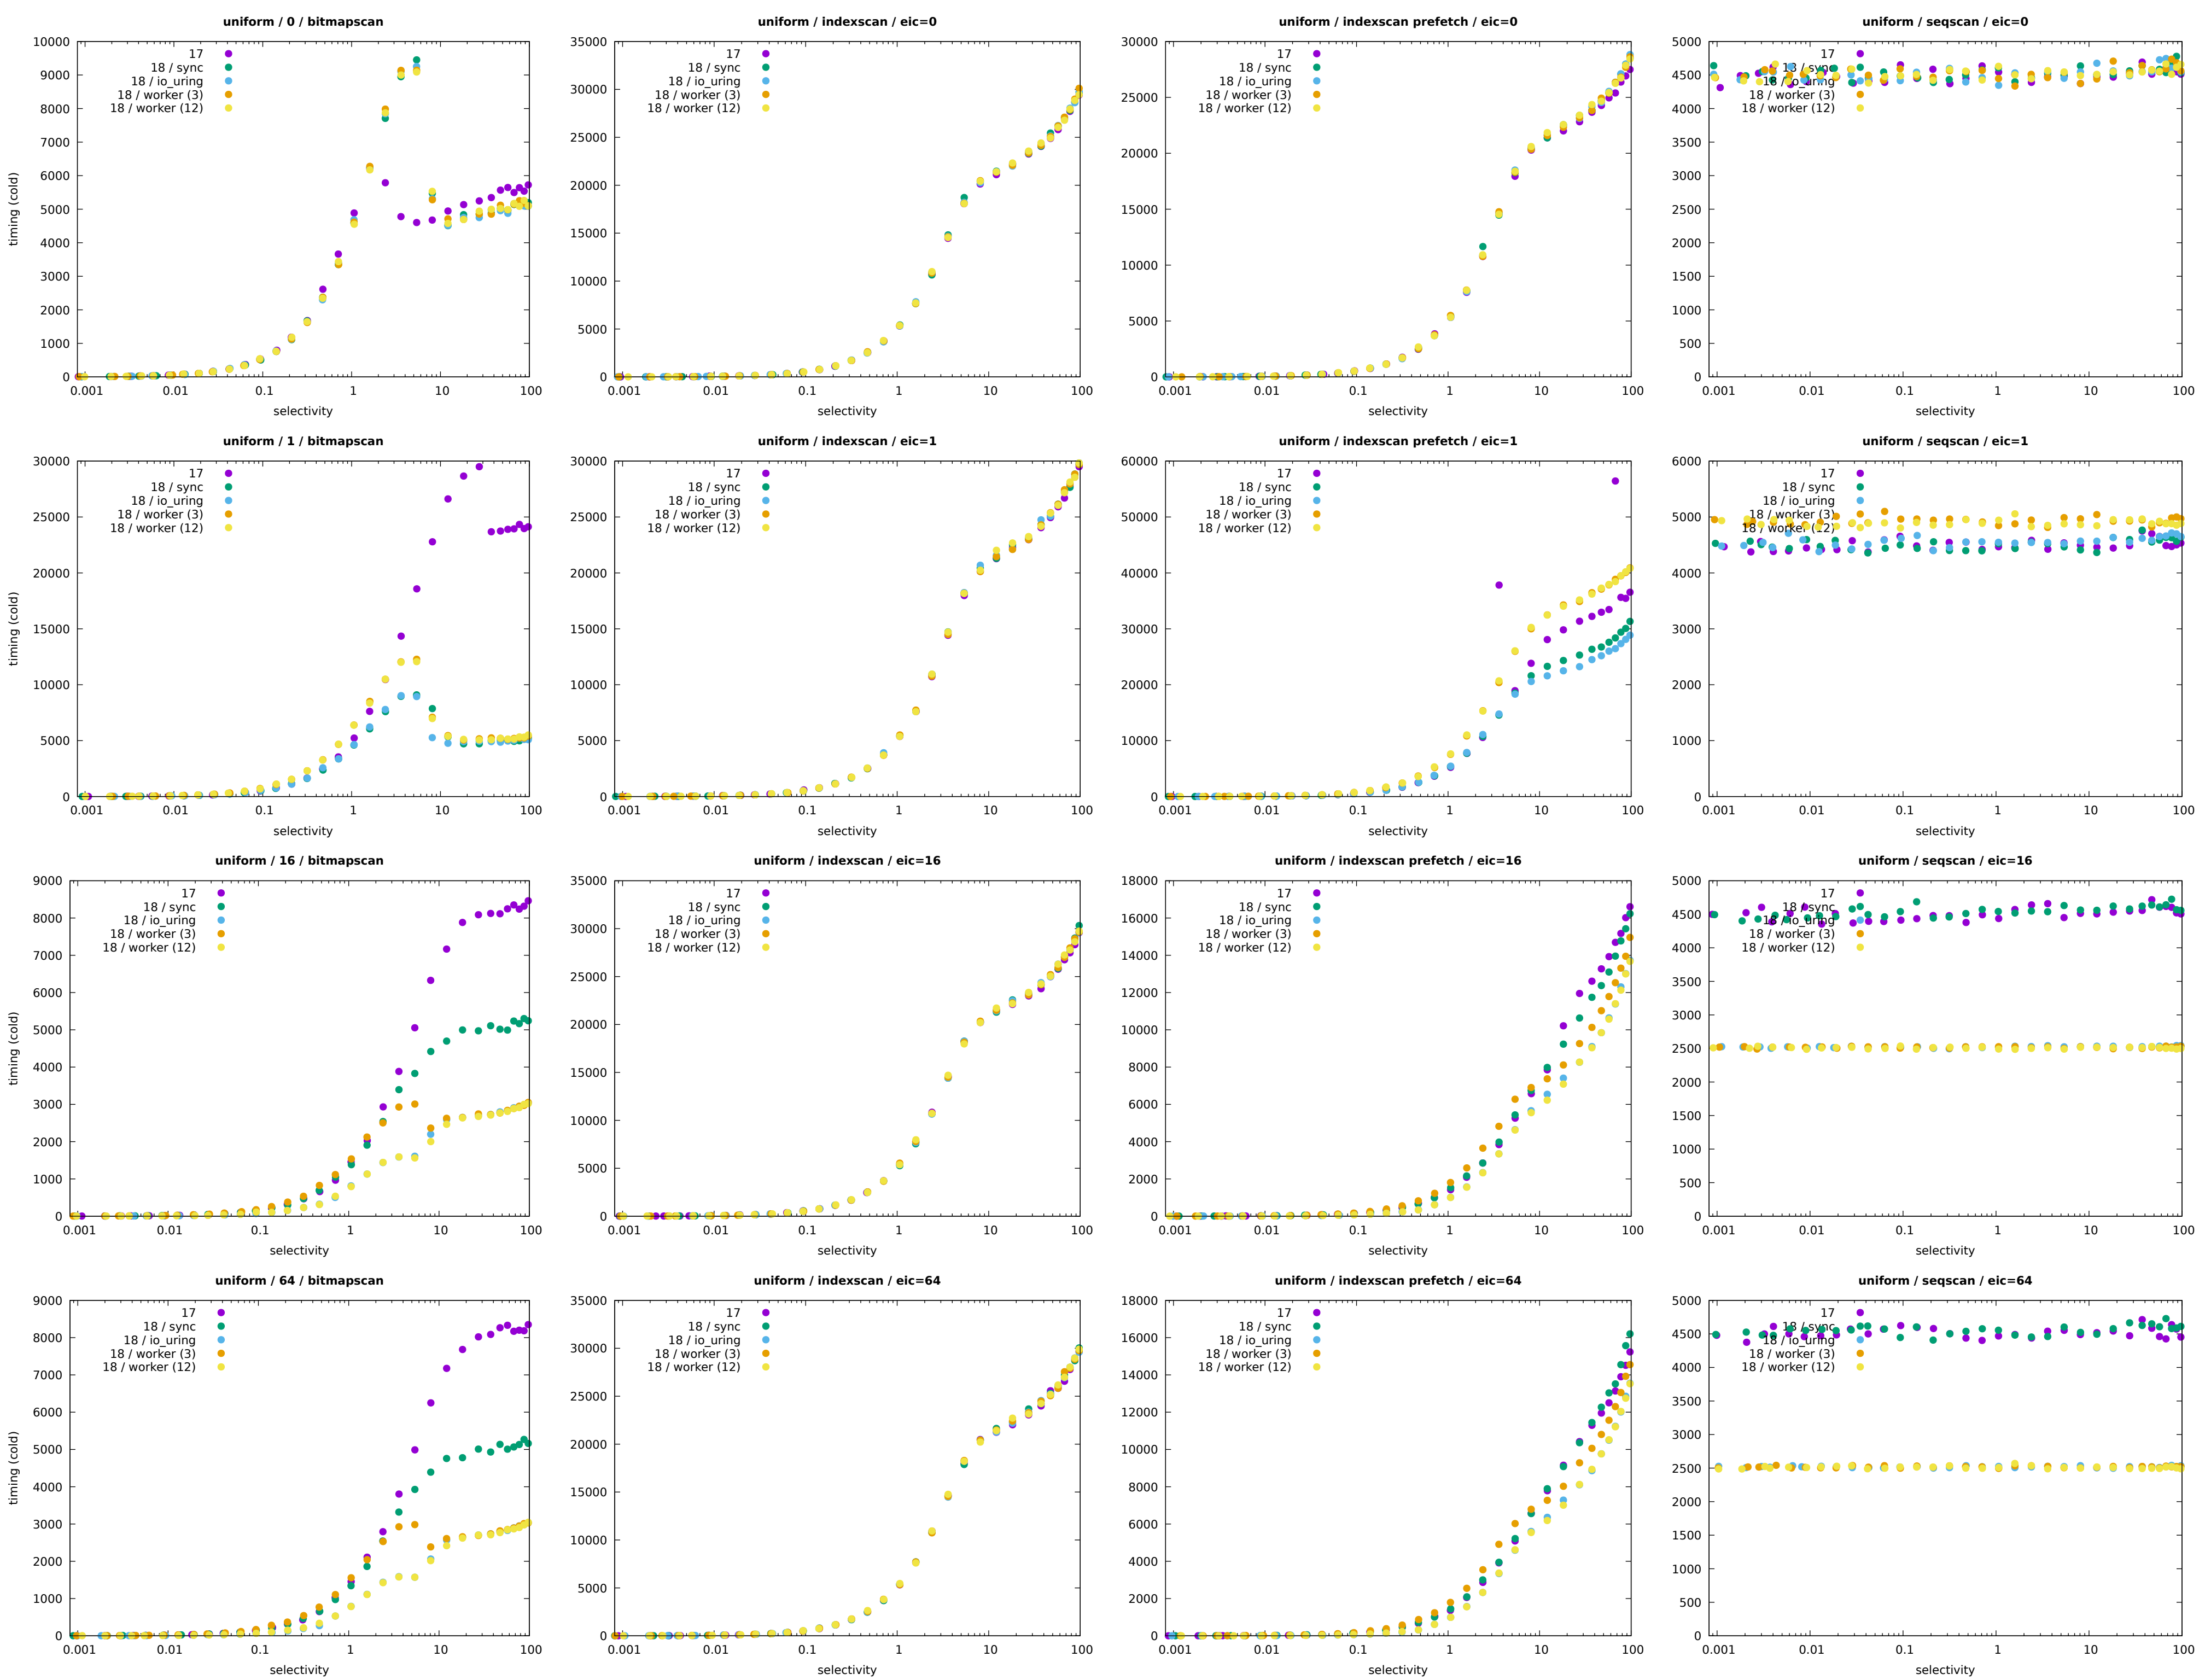 uniform / 0 / bitmapscan
timing (cold)
10000
9000
8000
7000
6000
5000
4000
3000
2000
1000
0
17
18 / sync
18 / io_uring
18 / worker (3)
18 / worker (12)
0.001 0.01 0.1 1 10 100
selectivity
uniform / indexscan / eic=0
35000
30000
25000
20000
15000
10000
5000
0
17
18 / sync
18 / io_uring
18 / worker (3)
18 / worker (12)
0.001 0.01 0.1 1 10 100
selectivity
uniform / indexscan prefetch / eic=0
30000
25000
20000
15000
10000
5000
0
17
18 / sync
18 / io_uring
18 / worker (3)
18 / worker (12)
0.001 0.01 0.1 1 10 100
selectivity
uniform / seqscan / eic=0
5000
4500
4000
3500
3000
2500
2000
1500
1000
500
0
17
18 / sync
18 / io_uring
18 / worker (3)
18 / worker (12)
0.001 0.01 0.1 1 10 100
selectivity
uniform / 1 / bitmapscan
timing (cold)
30000
25000
20000
15000
10000
5000
0
17
18 / sync
18 / io_uring
18 / worker (3)
18 / worker (12)
0.001 0.01 0.1 1 10 100
selectivity
uniform / indexscan / eic=1
30000
25000
20000
15000
10000
5000
0
17
18 / sync
18 / io_uring
18 / worker (3)
18 / worker (12)
0.001 0.01 0.1 1 10 100
selectivity
uniform / indexscan prefetch / eic=1
60000
50000
40000
30000
20000
10000
0
17
18 / sync
18 / io_uring
18 / worker (3)
18 / worker (12)
0.001 0.01 0.1 1 10 100
selectivity
uniform / seqscan / eic=1
6000
5000
4000
3000
2000
1000
0
17
18 / sync
18 / io_uring
18 / worker (3)
18 / worker (12)
0.001 0.01 0.1 1 10 100
selectivity
uniform / 16 / bitmapscan
timing (cold)
9000
8000
7000
6000
5000
4000
3000
2000
1000
0
17
18 / sync
18 / io_uring
18 / worker (3)
18 / worker (12)
0.001 0.01 0.1 1 10 100
selectivity
uniform / indexscan / eic=16
35000
30000
25000
20000
15000
10000
5000
0
17
18 / sync
18 / io_uring
18 / worker (3)
18 / worker (12)
0.001 0.01 0.1 1 10 100
selectivity
uniform / indexscan prefetch / eic=16
18000
16000
14000
12000
10000
8000
6000
4000
2000
0
17
18 / sync
18 / io_uring
18 / worker (3)
18 / worker (12)
0.001 0.01 0.1 1 10 100
selectivity
uniform / seqscan / eic=16
5000
4500
4000
3500
3000
2500
2000
1500
1000
500
0
17
18 / sync
18 / io_uring
18 / worker (3)
18 / worker (12)
0.001 0.01 0.1 1 10 100
selectivity
uniform / 64 / bitmapscan
timing (cold)
9000
8000
7000
6000
5000
4000
3000
2000
1000
0
17
18 / sync
18 / io_uring
18 / worker (3)
18 / worker (12)
0.001 0.01 0.1 1 10 100
selectivity
uniform / indexscan / eic=64
35000
30000
25000
20000
15000
10000
5000
0
17
18 / sync
18 / io_uring
18 / worker (3)
18 / worker (12)
0.001 0.01 0.1 1 10 100
selectivity
uniform / indexscan prefetch / eic=64
18000
16000
14000
12000
10000
8000
6000
4000
2000
0
17
18 / sync
18 / io_uring
18 / worker (3)
18 / worker (12)
0.001 0.01 0.1 1 10 100
selectivity
uniform / seqscan / eic=64
5000
4500
4000
3500
3000
2500
2000
1500
1000
500
0
17
18 / sync
18 / io_uring
18 / worker (3)
18 / worker (12)
0.001 0.01 0.1 1 10 100
selectivity